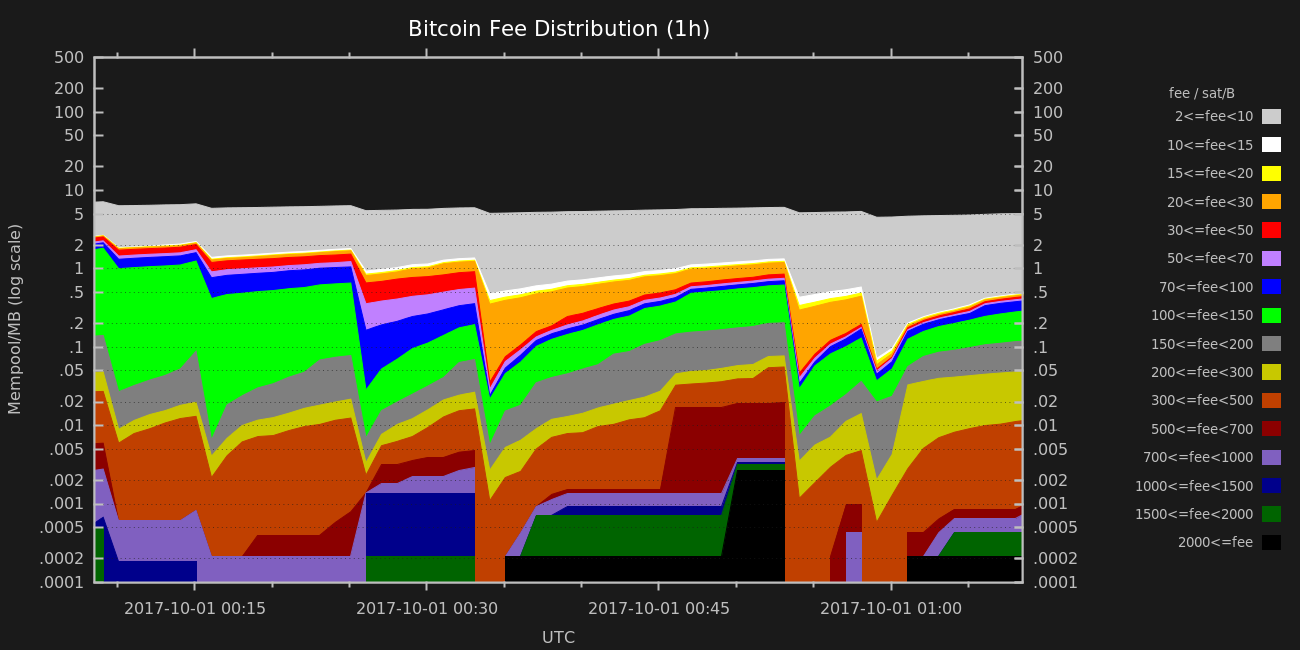 Bitcoin Fee Distribution (1h)
Mempool/MB (log scale)
500
200
100
50
20
10
5
2
1
.5
.2
.1
.05
.02
.01
.005
.002
.001
.0005
.0002
.0001
500
200
100
50
20
10
5
2
1
.5
.2
.1
.05
.02
.01
.005
.002
.001
.0005
.0002
.0001
2017-10-01 00:15
2017-10-01 00:30
2017-10-01 00:45
2017-10-01 01:00
UTC
fee / sat/B
2<=fee<10
10<=fee<15
15<=fee<20
20<=fee<30
30<=fee<50
50<=fee<70
70<=fee<100
100<=fee<150
150<=fee<200
200<=fee<300
300<=fee<500
500<=fee<700
700<=fee<1000
1000<=fee<1500
1500<=fee<2000
2000<=fee